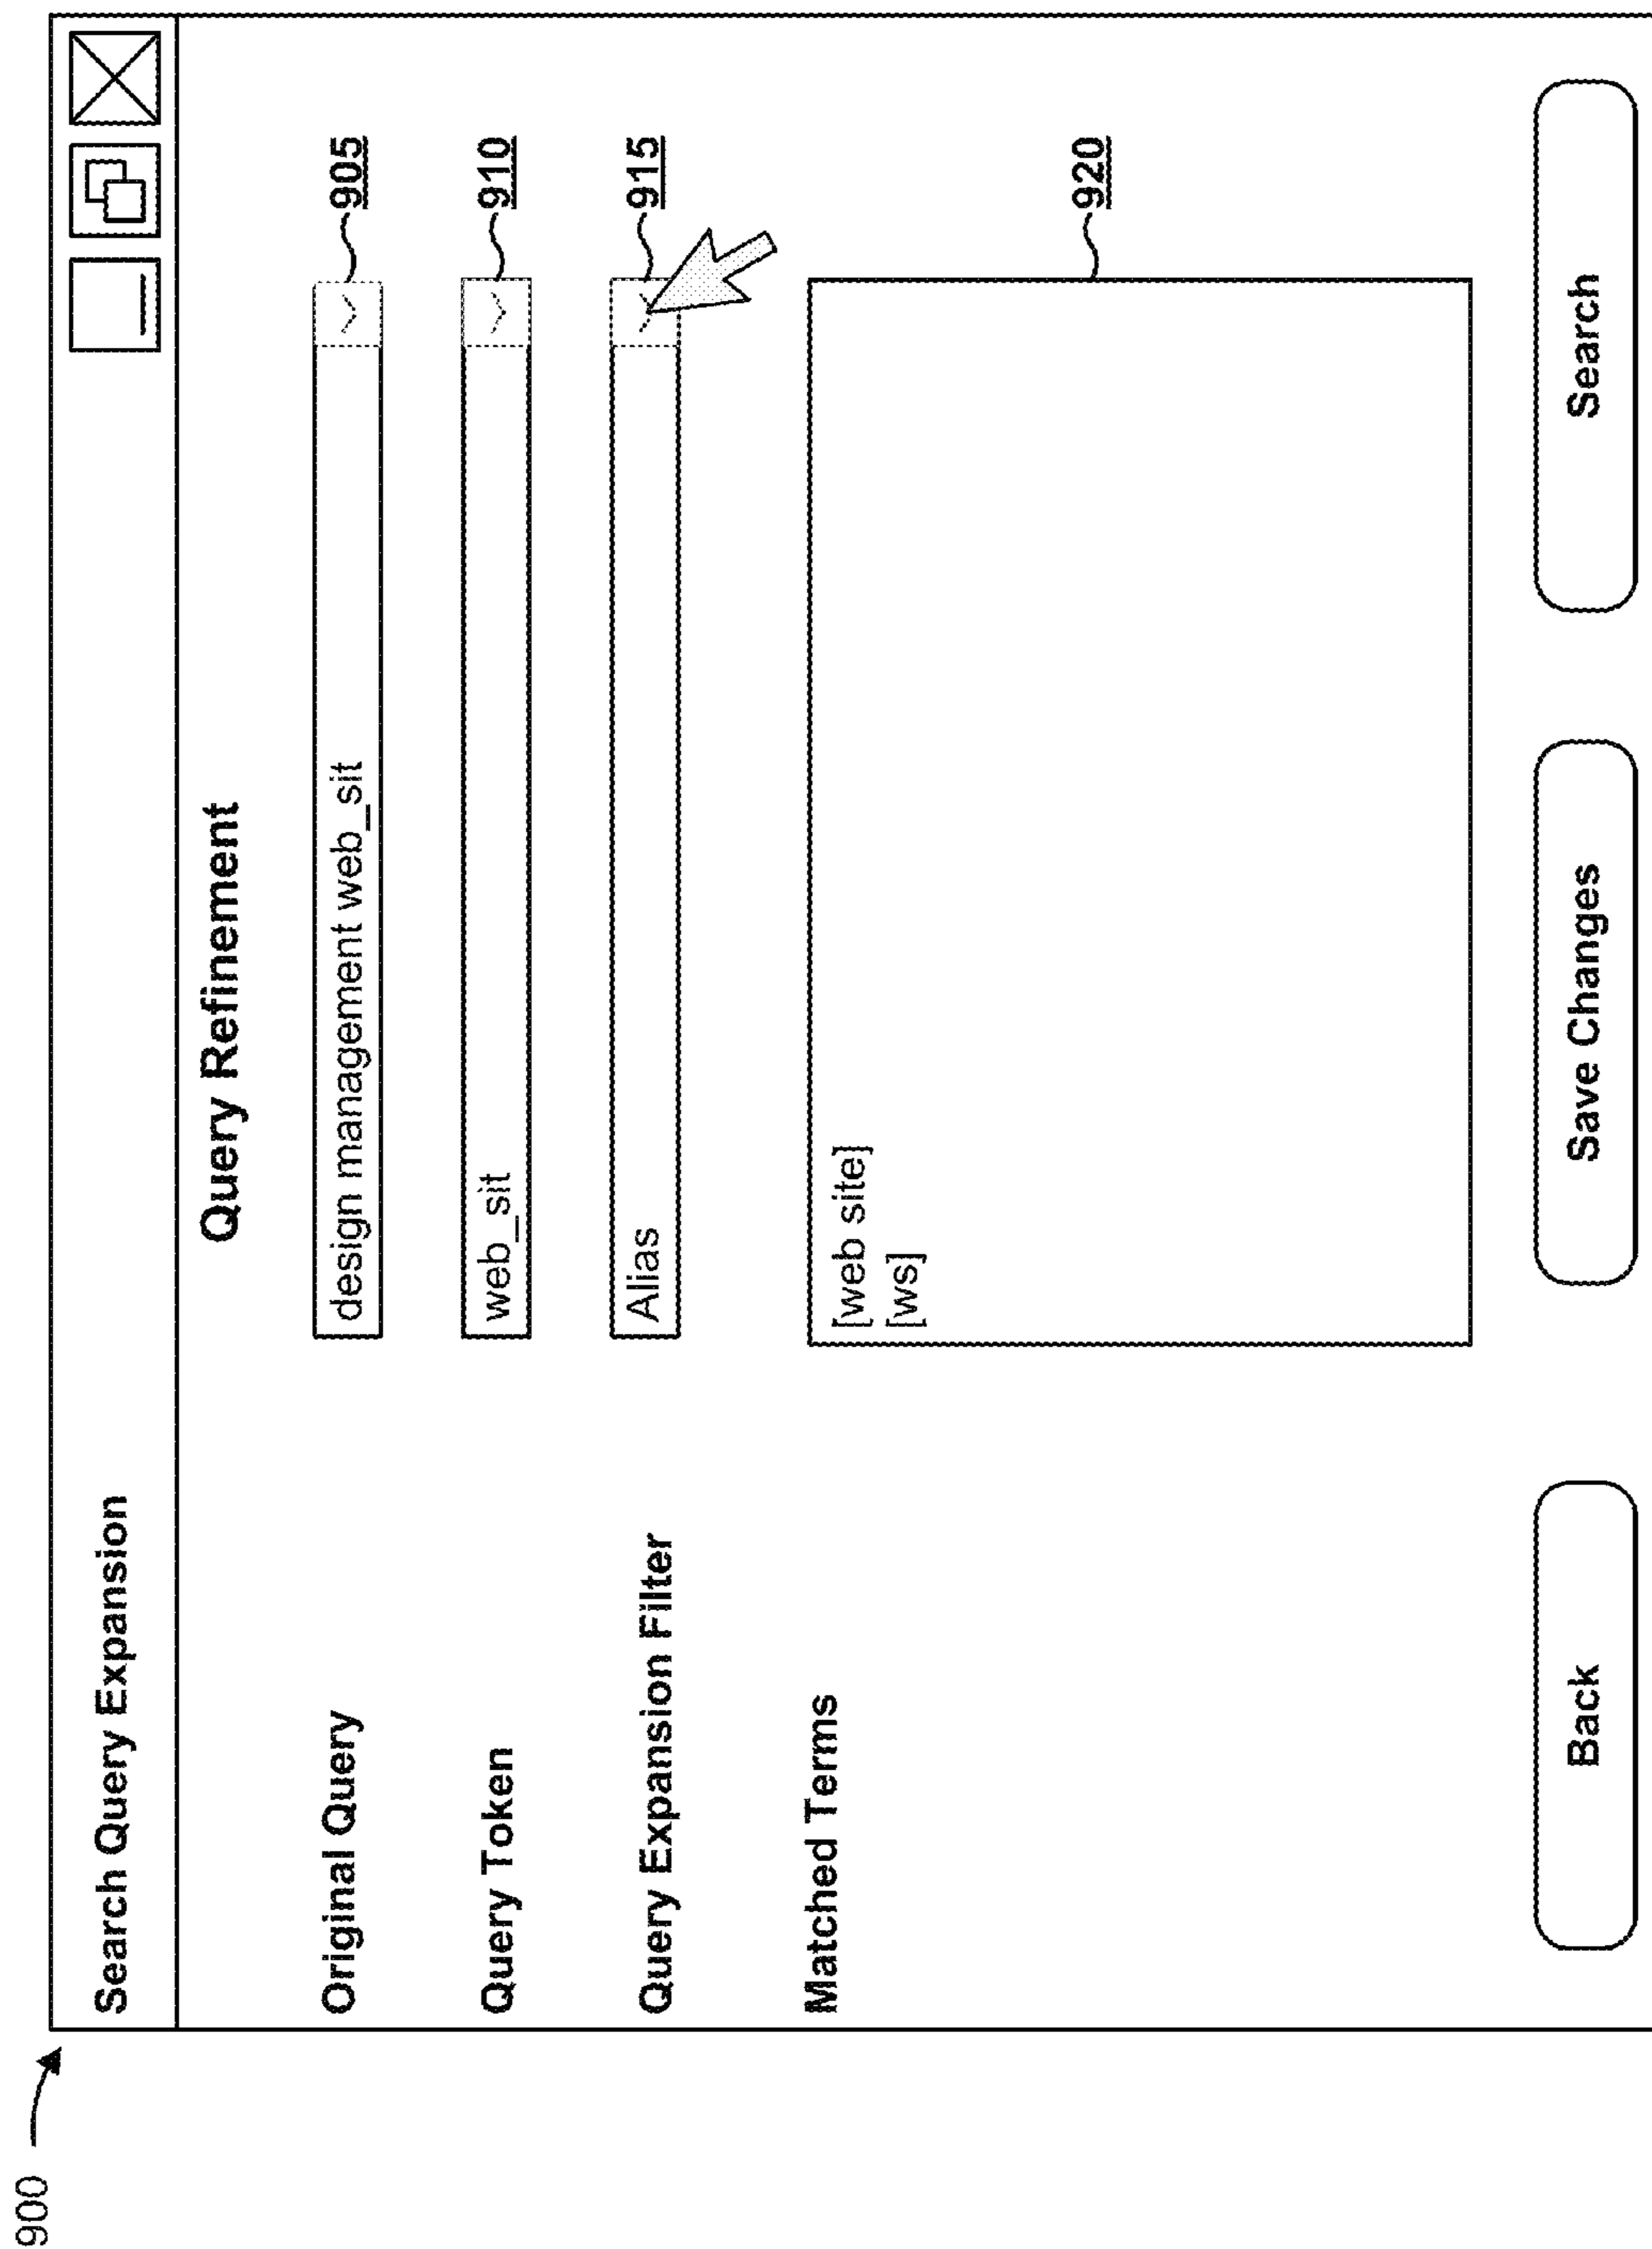 900
Search Query Expansion
Query Refinement
Original Query design management web_sit 905
Query Token web_sit 910
Query Expansion Filter Alias 915
Matched Terms
[web site]
[ws]
920
Back Save Changes Search